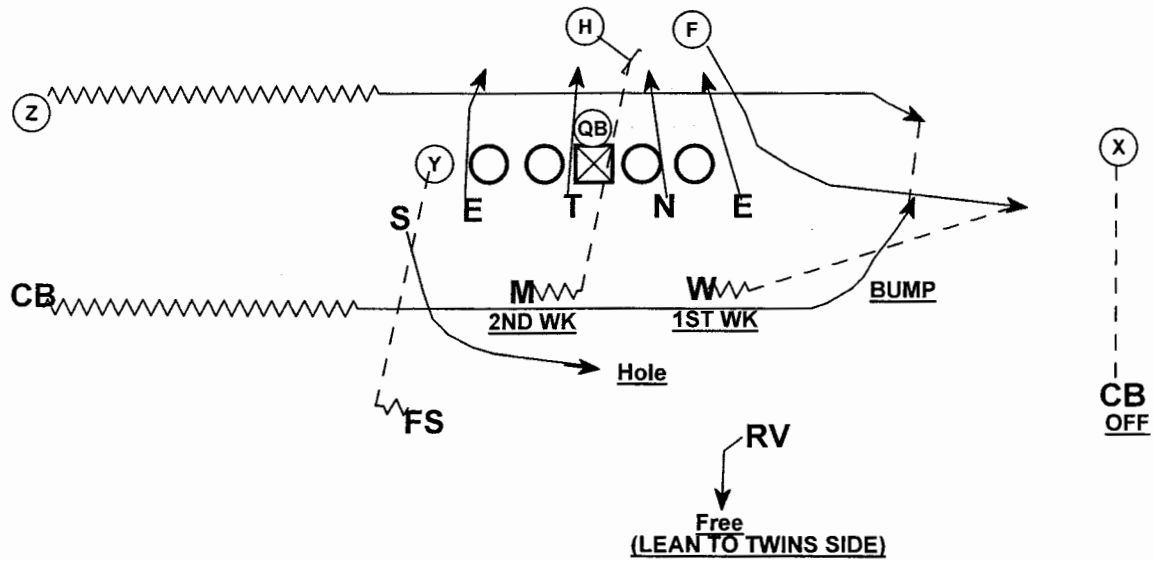 H
F
Z
QB
Y
X
E
T
N
E
S
CB
M
W
BUMP
2ND WK
1ST WK
Hole
CB
OFF
FS
RV
Free
(LEAN TO TWINS SIDE)